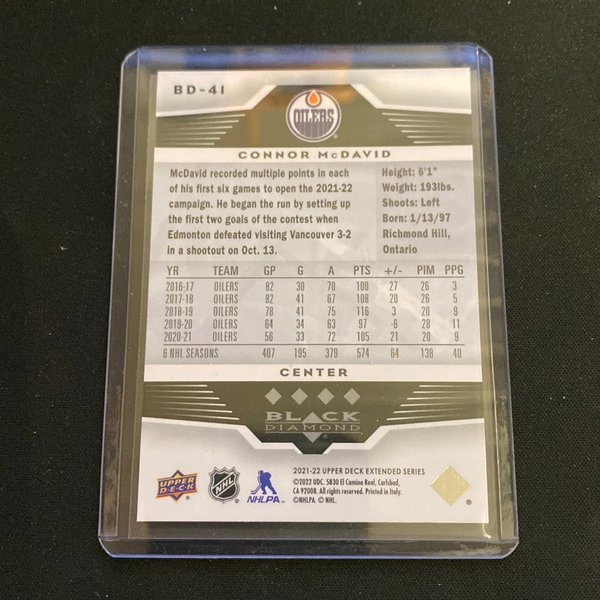 BD-41
OILERS
®
CONNOR McDAVID
McDavid recorded multiple points in each
of his first six games to open the 2021-22
campaign. He began the run by setting up
the first two goals of the contest when
Edmonton defeated visiting Vancouver 3-2
in a shootout on Oct. 13.
Height: 6'1"
Weight: 193lbs.
Shoots: Left
Born: 1/13/97
Richmond Hill,
Ontario
YR TEAM GP G A PTS +/- PIM PPG
2016-17 OILERS 82 30 70 100 27 26 3
2017-18 OILERS 82 41 67 108 20 26 5
2018-19 OILERS 78 41 75 116 3 20 9
2019-20 OILERS 64 34 63 97 -6 28 11
2020-21 OILERS 56 33 72 105 21 20 9
6 NHL SEASONS 407 195 379 574 64 138 40
CENTER
BLACK
DIAMOND
2021-22 UPPER DECK EXTENDED SERIES
©2022 UDC. 5830 El Camino Real, Carlsbad,
CA 92008. All rights reserved. Printed in Italy.
©NHLPA. © NHL.
UPPER
DECK
NHL
NHLPA
®